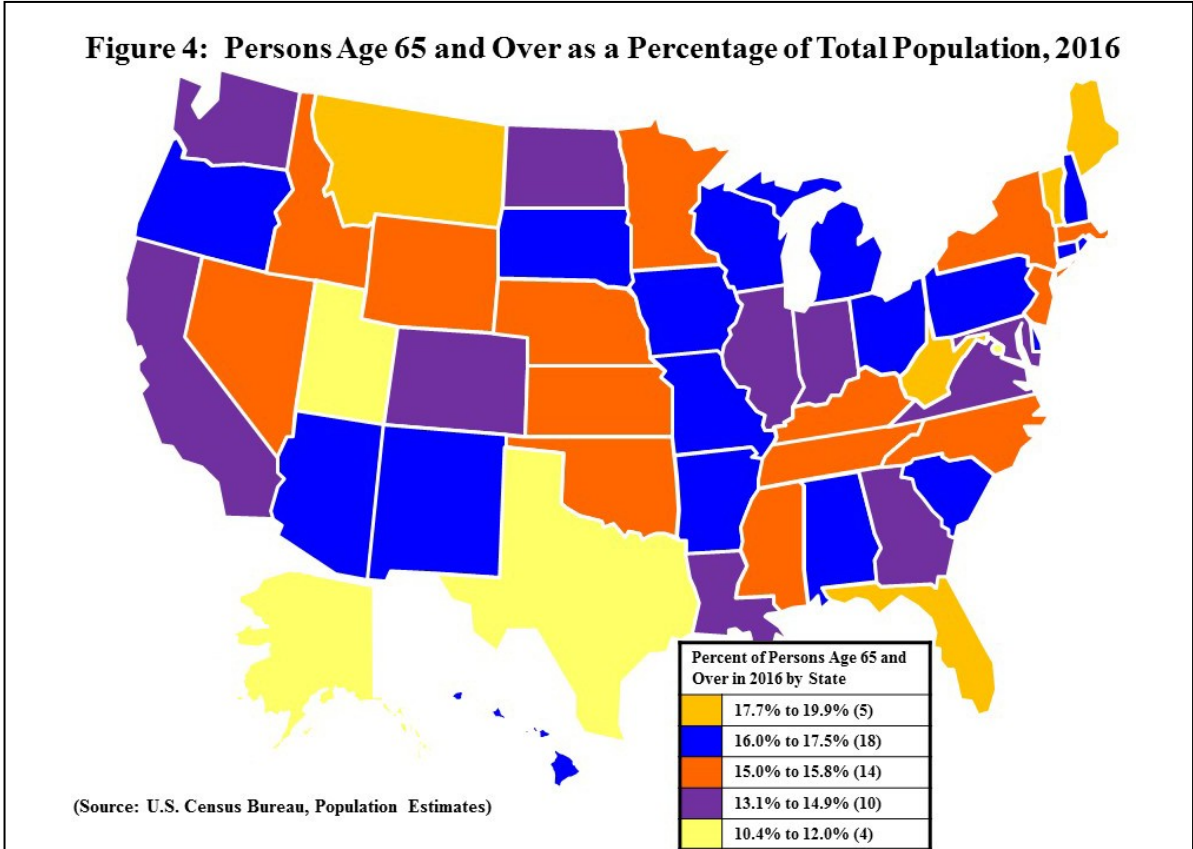 Figure 4: Persons Age 65 and Over as a Percentage of Total Population, 2016
Percent of Persons Age 65 and
Over in 2016 by State
17.7% to 19.9% (5)
16.0% to 17.5% (18)
15.0% to 15.8% (14)
13.1% to 14.9% (10)
10.4% to 12.0% (4)
(Source: U.S. Census Bureau, Population Estimates)